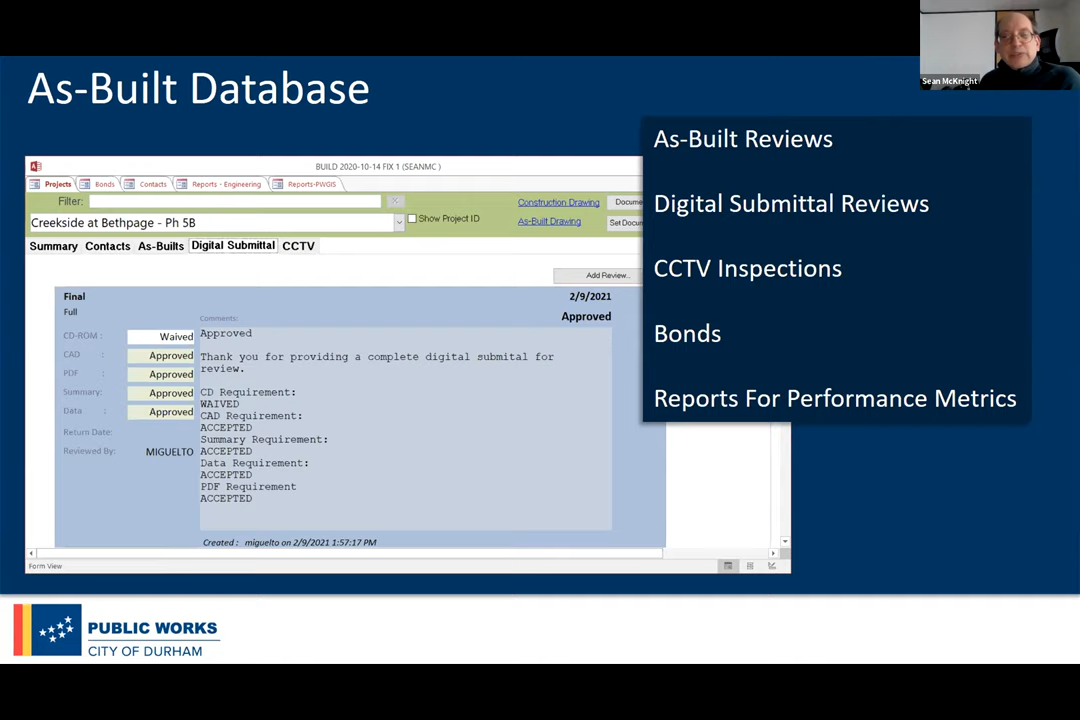 As-Built Database
Sean McKnight
BUILD 2020-10-14 FIX 1 (SEANMC )
Projects Bonds Contacts Reports - Engineering Reports-PWGIS
Filter:
Construction Drawing
Creekside at Bethpage - Ph 5B
Show Project ID
As-Built Drawing
Summary Contacts As-Builts Digital Submittal CCTV
Add Review..
Final
2/9/2021
Full
Comments:
Approved
CD-ROM : Waived
CAD : Approved
PDF : Approved
Summary: Approved
Data : Approved
Return Date:
Reviewed By: MIGUELTO
Approved
Thank you for providing a complete digital submital for
review.
CD Requirement:
WAIVED
CAD Requirement:
ACCEPTED
Summary Requirement:
ACCEPTED
Data Requirement:
ACCEPTED
PDF Requirement
ACCEPTED
Created : miguelto on 2/9/2021 1:57:17 PM
Form View
As-Built Reviews
Digital Submittal Reviews
CCTV Inspections
Bonds
Reports For Performance Metrics
PUBLIC WORKS
CITY OF DURHAM